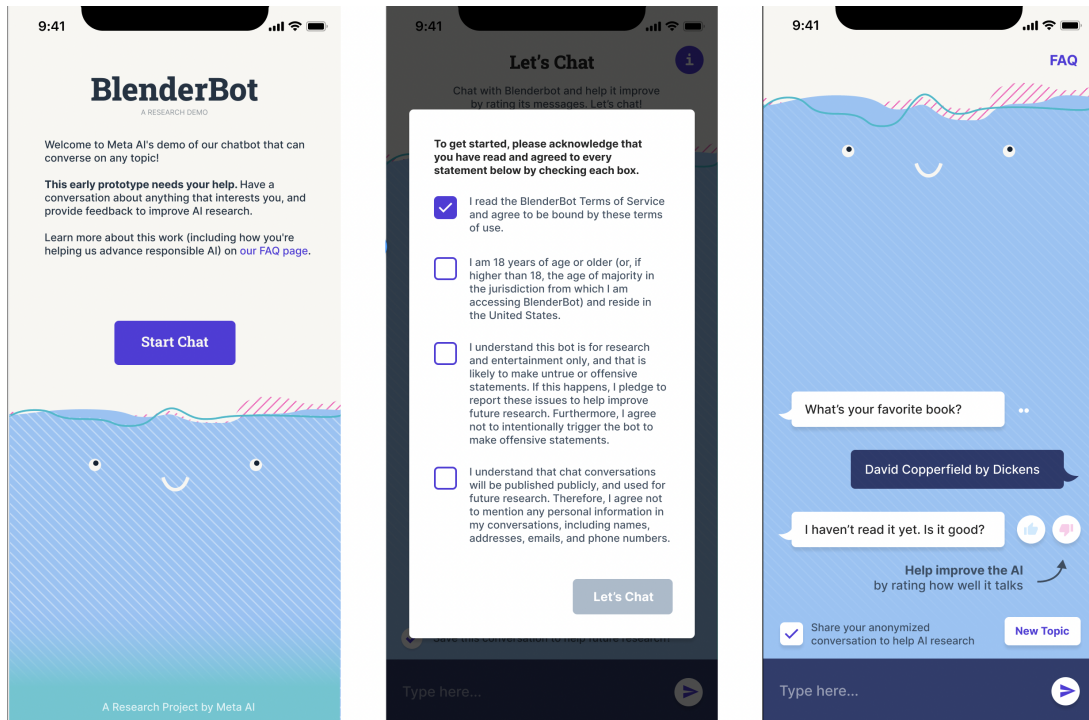 9:41
BlenderBot
A RESEARCH DEMO
Welcome to Meta AI's demo of our chatbot that can
converse on any topic!
This early prototype needs your help. Have a
conversation about anything that interests you, and
provide feedback to improve AI research.
Learn more about this work (including how you're
helping us advance responsible AI) on our FAQ page.
Start Chat
A Research Project by Meta AI
9:41
Let's Chat
i
Chat with Blenderbot and help it improve
by rating its messages. Let's chat!
To get started, please acknowledge that
you have read and agreed to every
statement below by checking each box.
I read the BlenderBot Terms of Service
and agree to be bound by these terms
of use.
I am 18 years of age or older (or, if
higher than 18, the age of majority in
the jurisdiction from which I am
accessing BlenderBot) and reside in
the United States.
I understand this bot is for research
and entertainment only, and that is
likely to make untrue or offensive
statements. If this happens, I pledge to
report these issues to help improve
future research. Furthermore, I agree
not to intentionally trigger the bot to
make offensive statements.
I understand that chat conversations
will be published publicly, and used for
future research. Therefore, I agree not
to mention any personal information in
my conversations, including names,
addresses, emails, and phone numbers.
Let's Chat
Save this conversation to help future research!
Type here...
9:41
FAQ
What's your favorite book?
David Copperfield by Dickens
I haven't read it yet. Is it good?
Help improve the AI
by rating how well it talks
Share your anonymized
conversation to help AI research
New Topic
Type here...